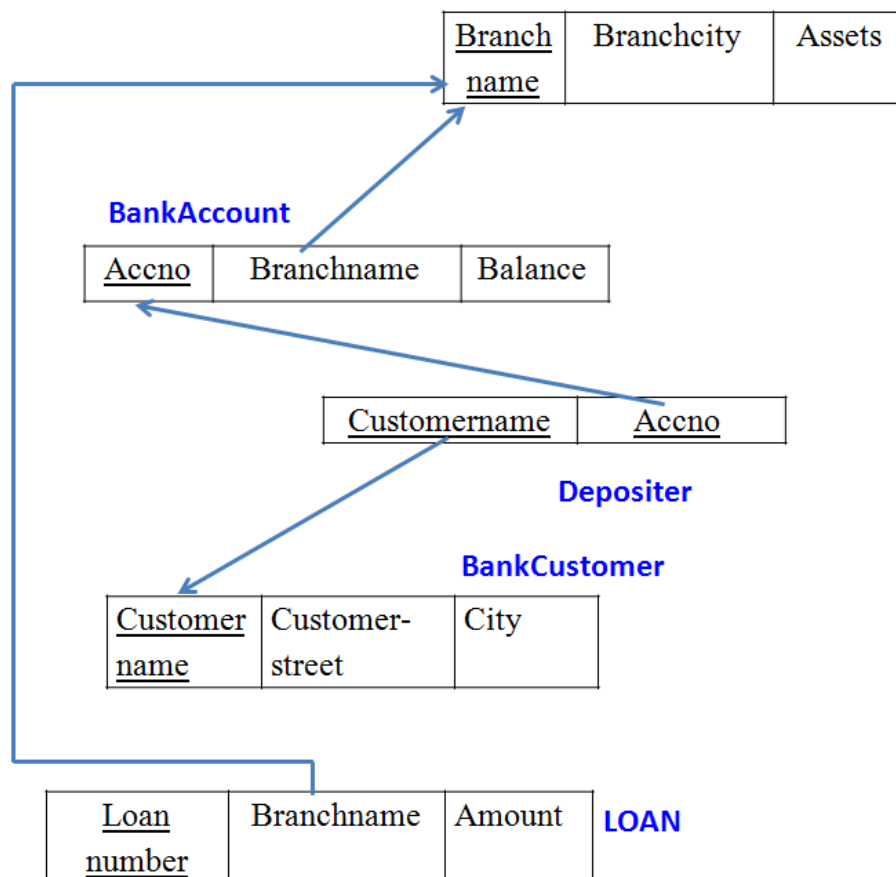 Branch name Branchcity Assets
BankAccount
Accno Branchname Balance
Customername Accno
Depositer
BankCustomer
Customer name Customer-street City
Loan number Branchname Amount LOAN